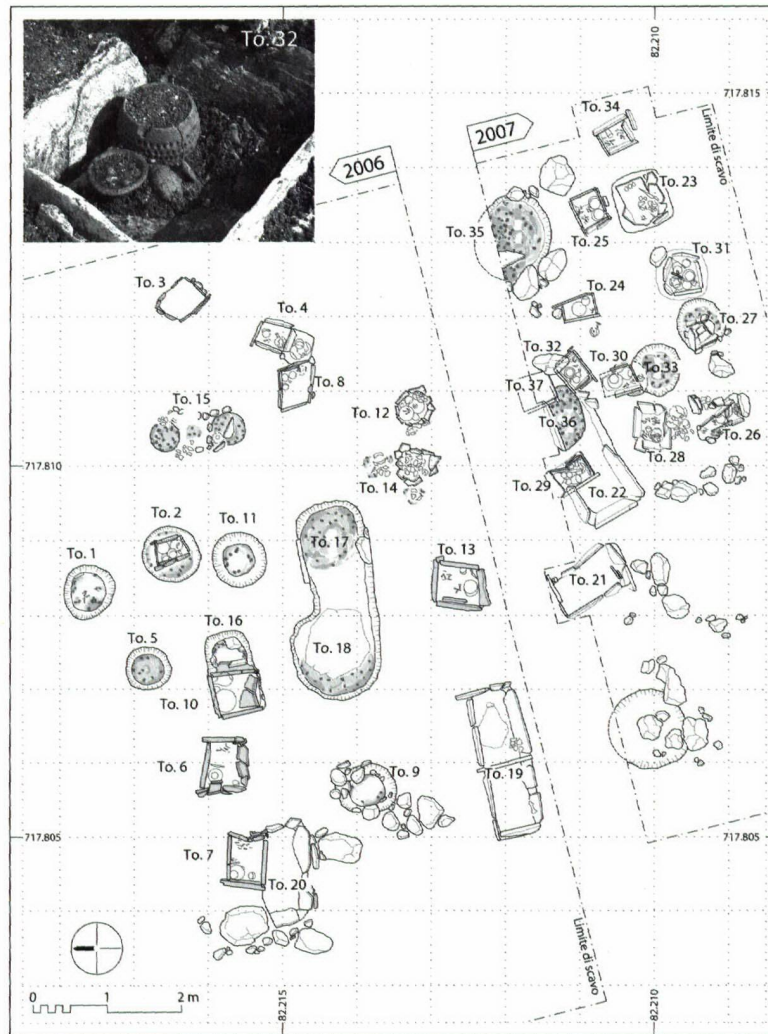 To. 32
82.210
717.815
Limite di scavo
To. 34
2007
2006
To. 23
To. 35
To. 25
To. 31
To. 3
To. 24
To. 27
To. 4
To. 32
To. 30
To. 33
To. 8
To. 37
To. 15
To. 12
To. 36
To. 26
To. 28
717.810
717.810
To. 14
To. 29
To. 22
To. 2
To. 11
To. 17
To. 13
To. 1
To. 21
To. 16
To. 18
To. 5
To. 10
To. 6
To. 9
To. 19
717.805
717.805
To. 7
To. 20
Limite di scavo
0 1 2 m
82.215
82.210